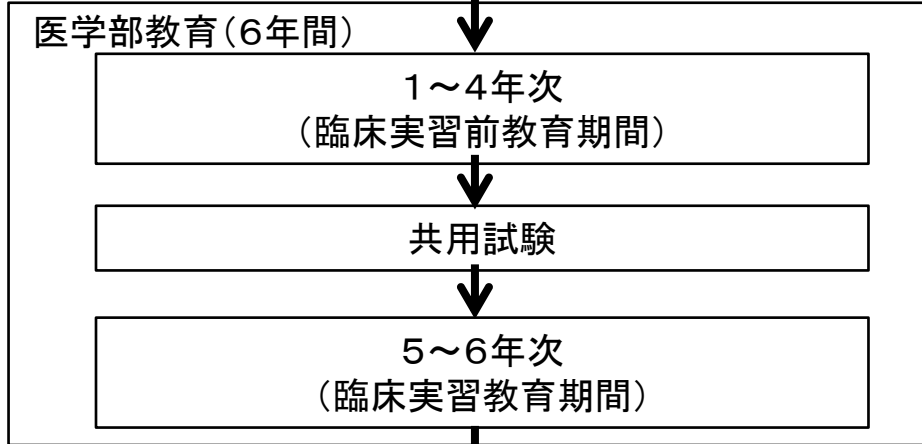 医学部教育（６年間）
１～４年次
（臨床実習前教育期間）
共用試験
５～６年次
（臨床実習教育期間）